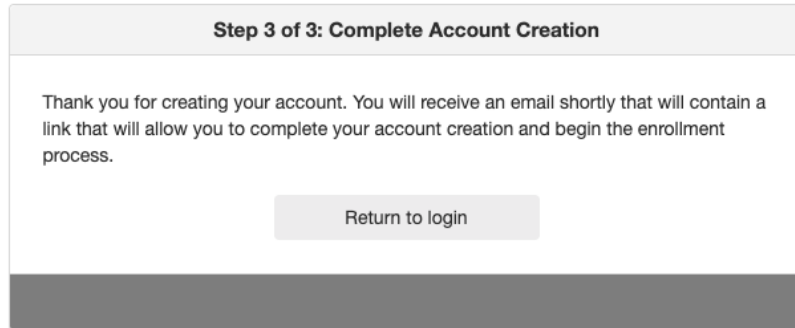 Step 3 of 3: Complete Account Creation
Thank you for creating your account. You will receive an email shortly that will contain a
link that will allow you to complete your account creation and begin the enrollment
process.
Return to login